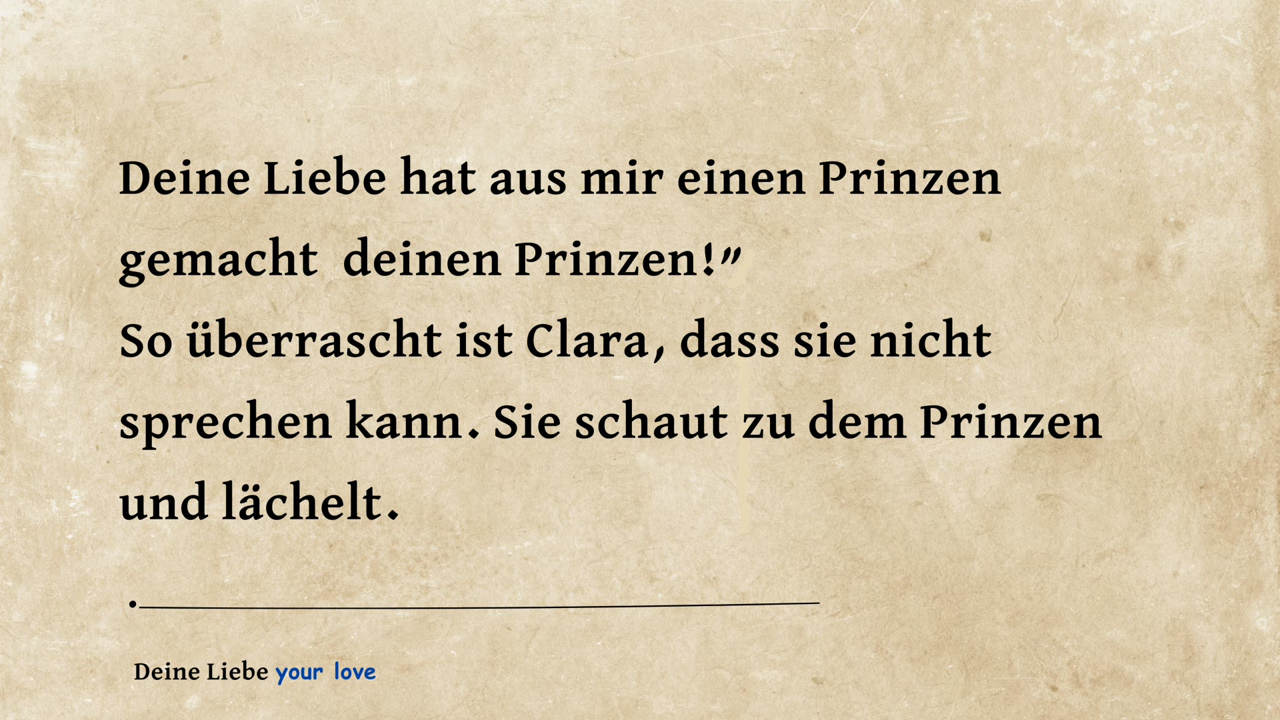 Deine Liebe hat aus mir einen Prinzen
gemacht  deinen Prinzen!”
So überrascht ist Clara, dass sie nicht
sprechen kann. Sie schaut zu dem Prinzen
und lächelt.
Deine Liebe your love